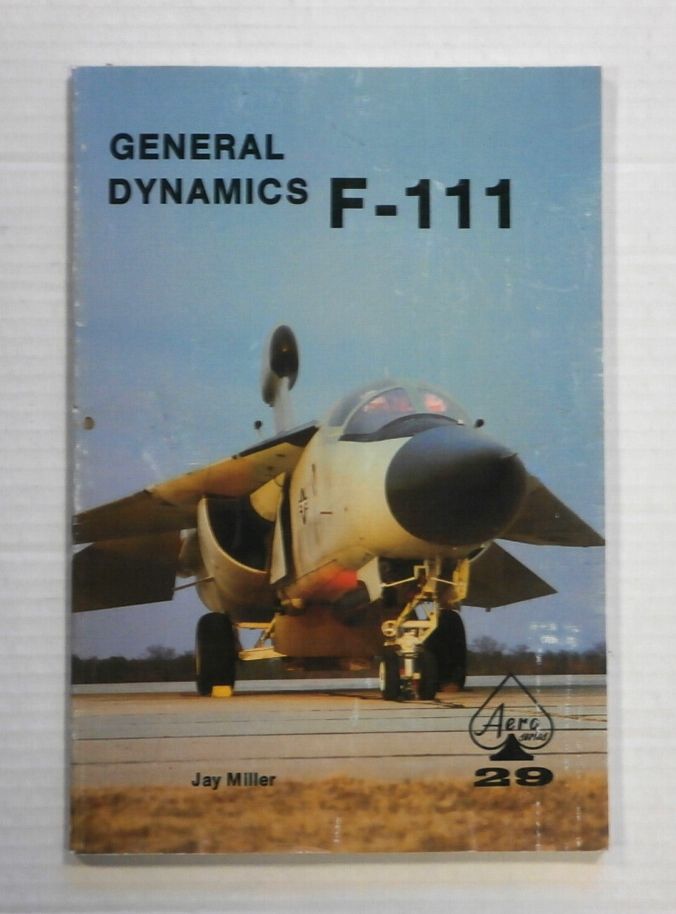 GENERAL
DYNAMICS F-111
Jay Miller
Aero
series
29